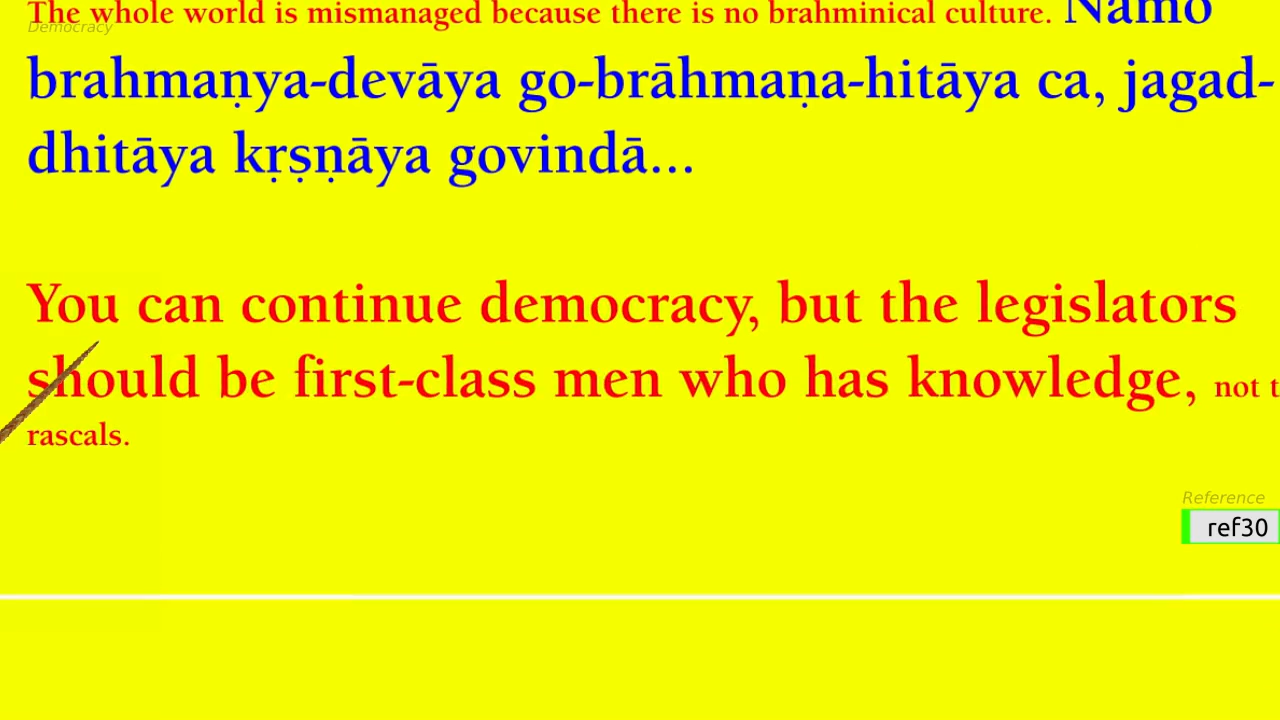 The whole world is mismanaged because there is no brahminical culture. Namo
Democracy
brahmaṇya-devāya go-brāhmaṇa-hitāya ca, jagad-
dhitāya kṛṣṇāya govindā...
You can continue democracy, but the legislators
should be first-class men who has knowledge, not t
rascals.
Reference
ref30